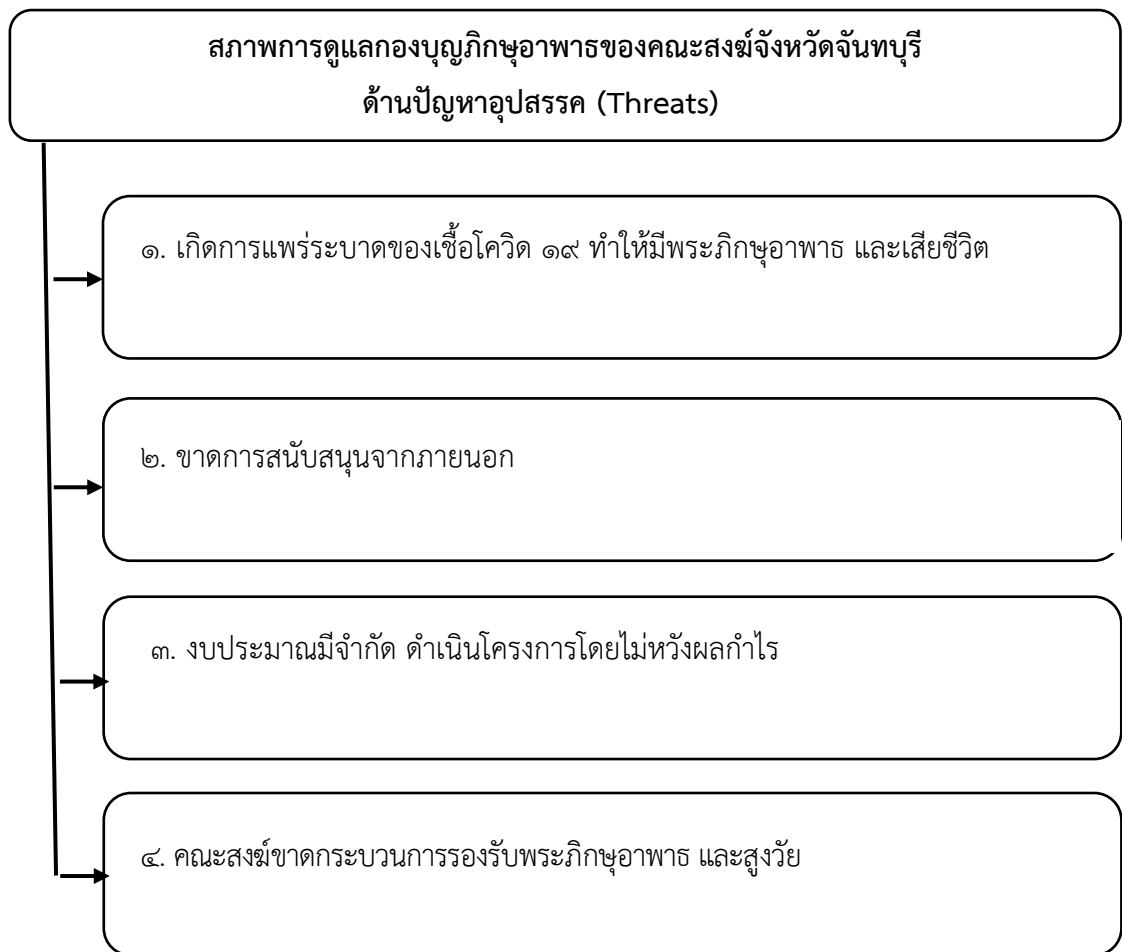 สภาพการดูแลกองบุญภิกษุอาพาธของคณะสงฆ์จังหวัดจันทบุรี
ด้านปัญหาอุปสรรค (Threats)
๑. เกิดการแพร่ระบาดของเชื้อโควิด ๑๙ ทำให้มีพระภิกษุอาพาธ และเสียชีวิต
๒. ขาดการสนับสนุนจากภายนอก
๓. งบประมาณมีจำกัด ดำเนินโครงการโดยไม่หวังผลกำไร
๔. คณะสงฆ์ขาดกระบวนการรองรับพระภิกษุอาพาธ และสูงวัย